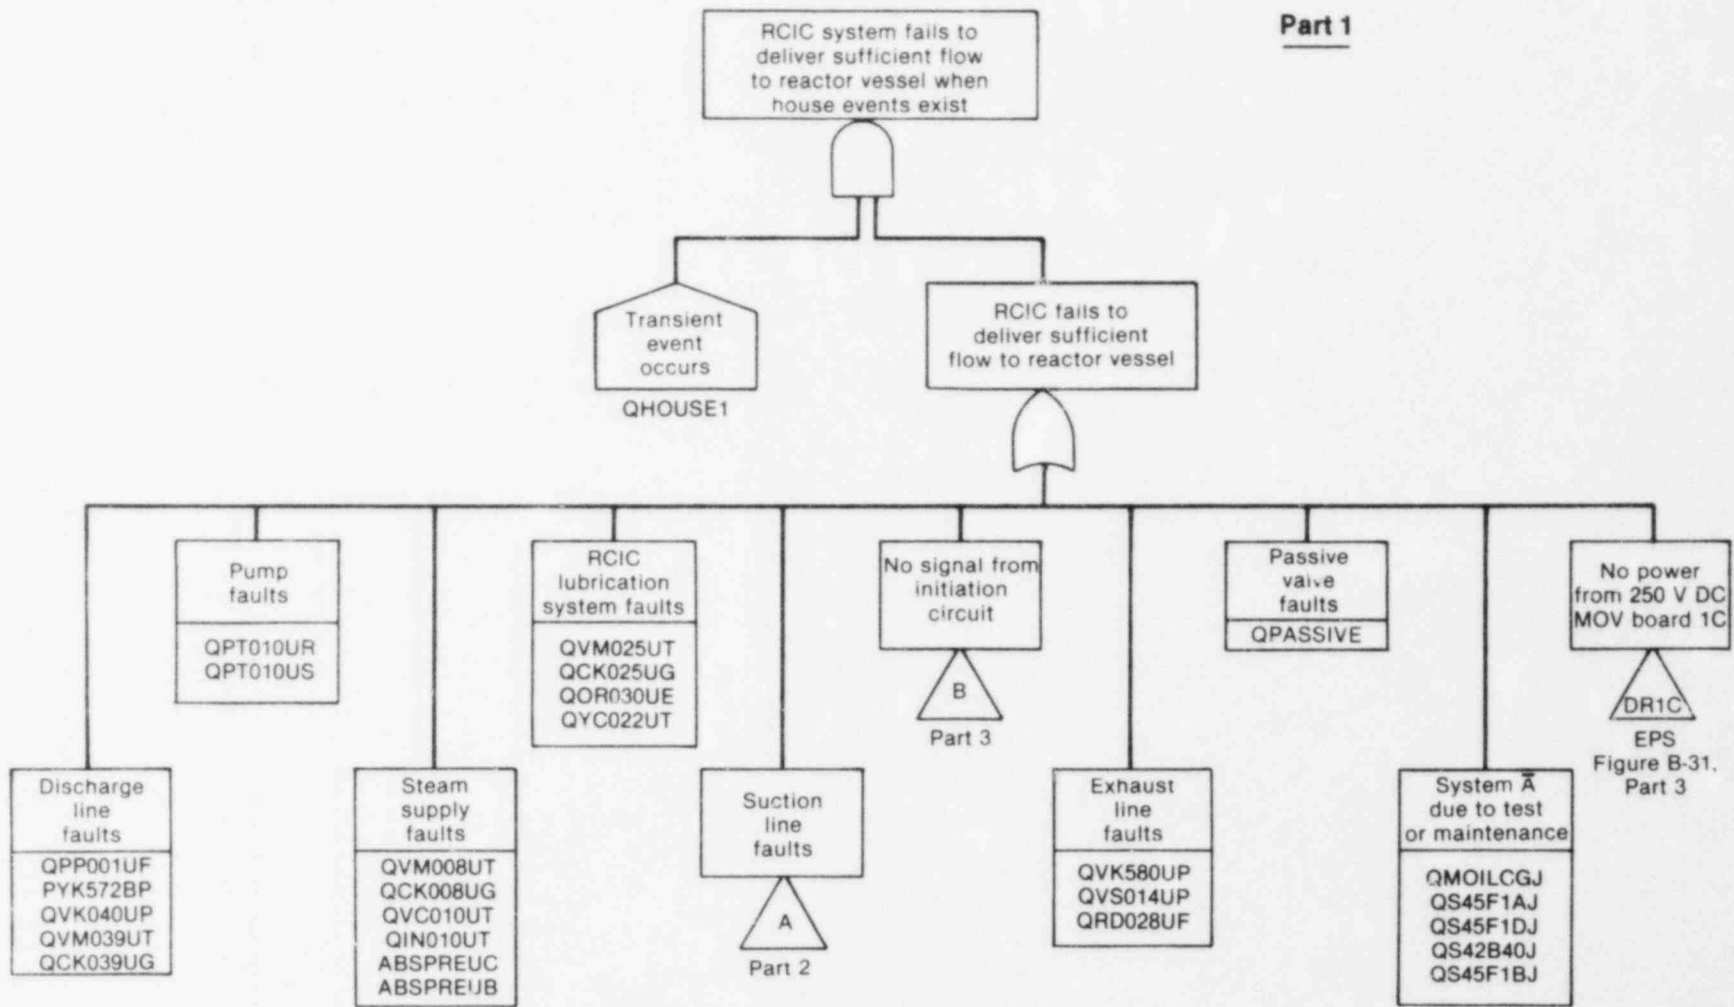 Part 1
RCIC system fails to
deliver sufficient flow
to reactor vessel when
house events exist
Transient
event
occurs
QHOUSE1
RCIC fails to
deliver sufficient
flow to reactor vessel
Pump
faults
QPT010UR
QPT010US
RCIC
lubrication
system faults
QVM025UT
QCK025UG
QOR030UE
QYC022UT
No signal from
initiation
circuit
B
Part 3
Passive
valve
faults
QPASSIVE
No power
from 250 V DC
MOV board 1C
DR1C
EPS
Figure B-31,
Part 3
Discharge
line
faults
QPP001UF
PYK572BP
QVK040UP
QVM039UT
QCK039UG
Steam
supply
faults
QVM008UT
QCK008UG
QVC010UT
QIN010UT
ABSPREUC
ABSPREUB
Suction
line
faults
A
Part 2
Exhaust
line
faults
QVK580UP
QVS014UP
QRD028UF
System A̅
due to test
or maintenance
QMOILCGJ
QS45F1AJ
QS45F1DJ
QS42B40J
QS45F1BJ